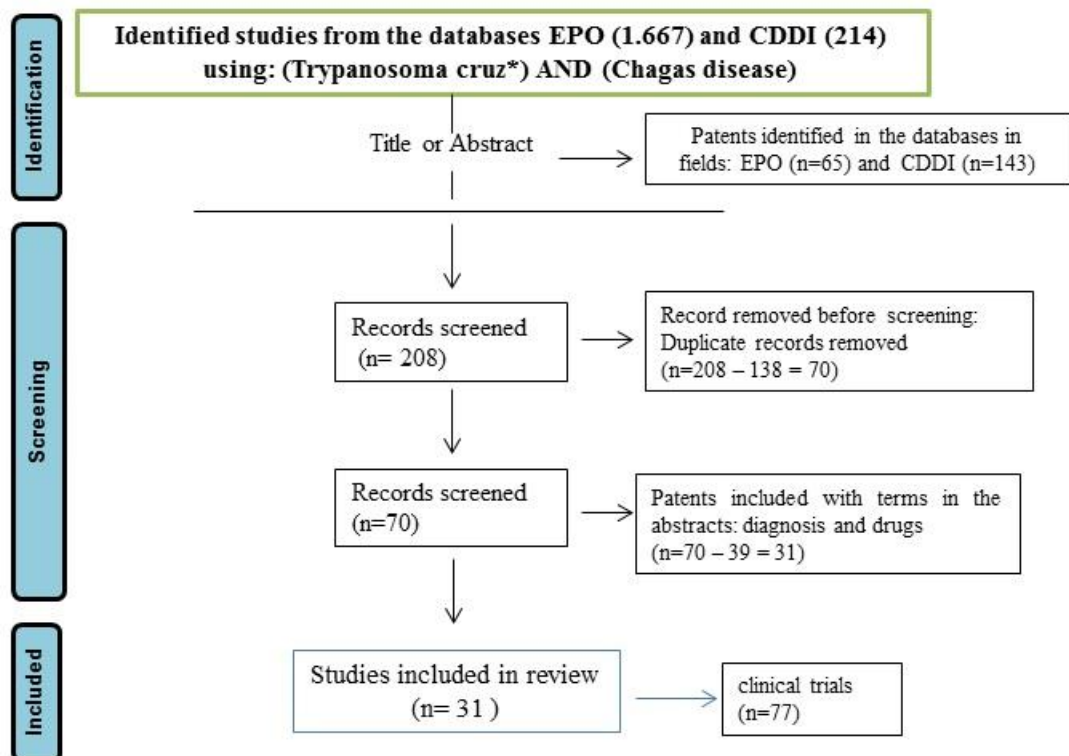 Identification
Identified studies from the databases EPO (1.667) and CDDI (214)
using: (Trypanosoma cruz*) AND (Chagas disease)
Title or Abstract
Patents identified in the databases in
fields: EPO (n=65) and CDDI (n=143)
Screening
Records screened
(n= 208)
Record removed before screening:
Duplicate records removed
(n=208 – 138 = 70)
Records screened
(n=70)
Patents included with terms in the
abstracts: diagnosis and drugs
(n=70 – 39 = 31)
Included
Studies included in review
(n= 31 )
clinical trials
(n=77)